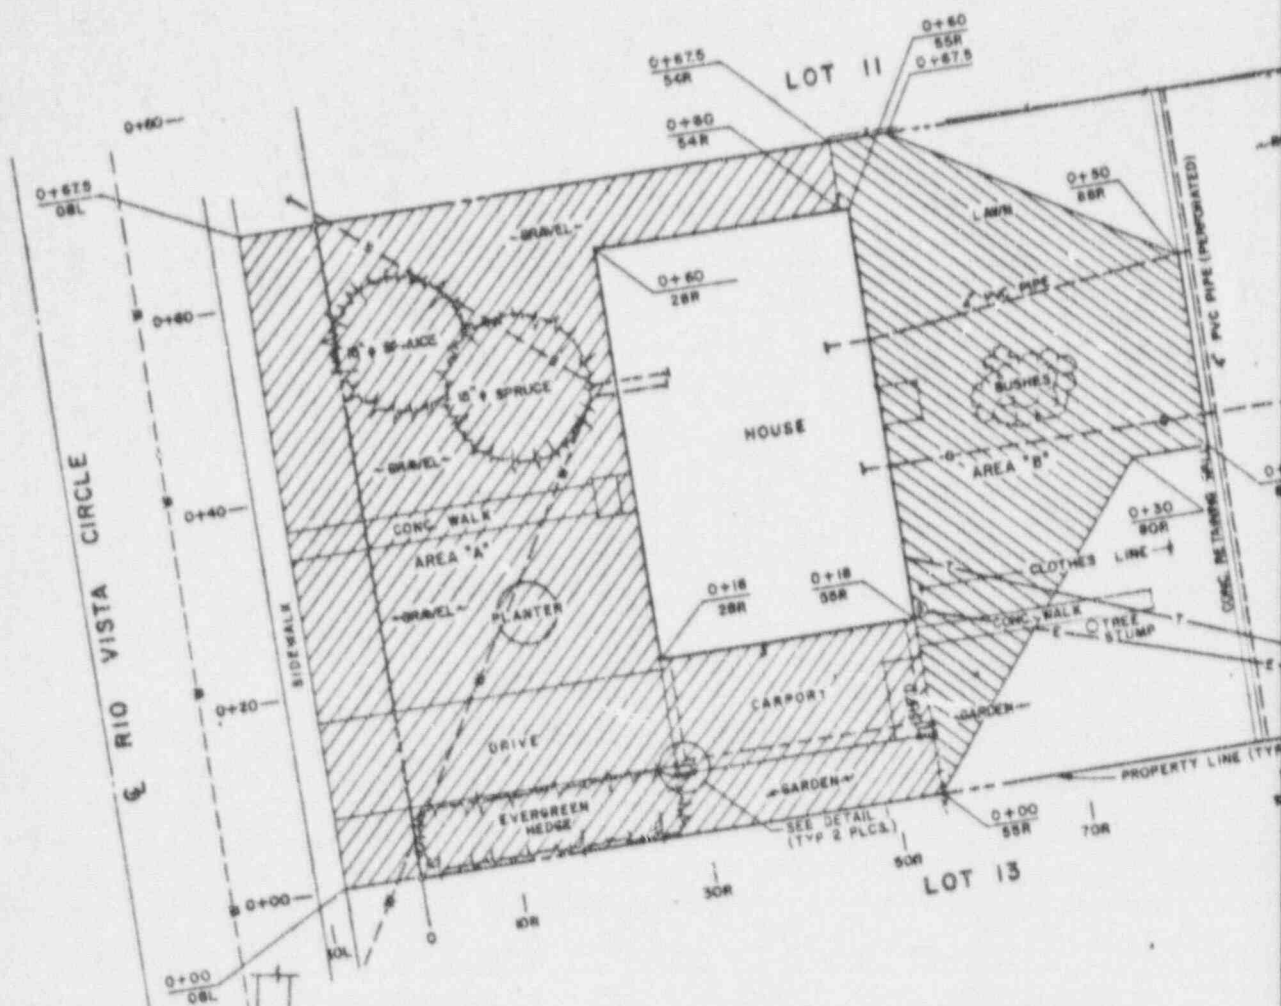 0+60
55R
0+67.5
0+67.5
54R
LOT 11
0+80
0+60
54R
0+67.5
08L
0+50
88R
LAWN
~GRAVEL~
0+60
28R
4" PVC PIPE
4" PVC PIPE (PERFORATED)
0+60
18" φ SPRUCE
18" φ SPRUCE
BUSHES
HOUSE
~GRAVEL~
AREA "B"
0+40
CONC. WALK
AREA "A"
0+30
80R
CLOTHES LINE
0+18
28R
0+18
55R
~GRAVEL~
PLANTER
CONC. WALK
TREE
STUMP
T
T
E
E
CONC. RETAINING
RIO VISTA CIRCLE
SIDEWALK
0+20
CARPORT
~GARDEN~
DRIVE
GARDEN~
PROPERTY LINE (TYP
EVERGREEN
HEDGE
SEE DETAIL
(TYP 2 PLCS.)
0+00
55R
70R
50R
30R
10R
0
10L
LOT 13
0+00
0+00
08L